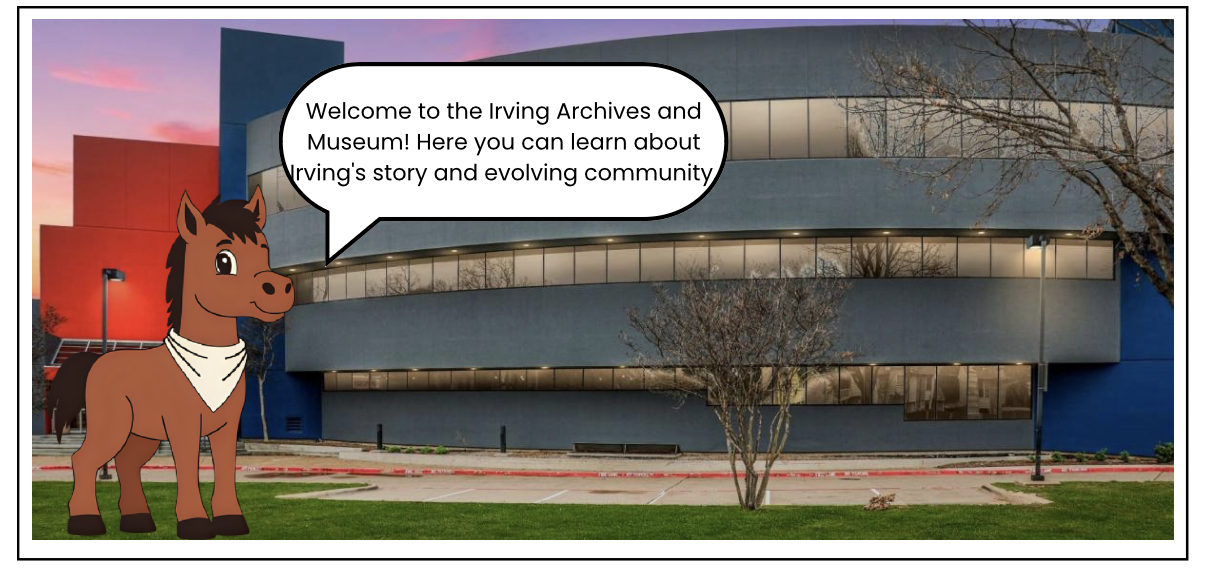 Welcome to the Irving Archives and
Museum! Here you can learn about
Irving's story and evolving community.